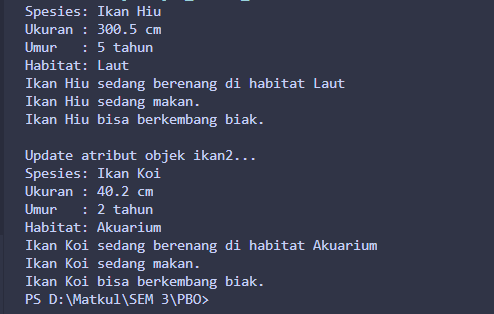 Spesies: Ikan Hiu
Ukuran : 300.5 cm
Umur   : 5 tahun
Habitat: Laut
Ikan Hiu sedang berenang di habitat Laut
Ikan Hiu sedang makan.
Ikan Hiu bisa berkembang biak.

Update atribut objek ikan2...
Spesies: Ikan Koi
Ukuran : 40.2 cm
Umur   : 2 tahun
Habitat: Akuarium
Ikan Koi sedang berenang di habitat Akuarium
Ikan Koi sedang makan.
Ikan Koi bisa berkembang biak.
PS D:\Matkul\SEM 3\PBO>